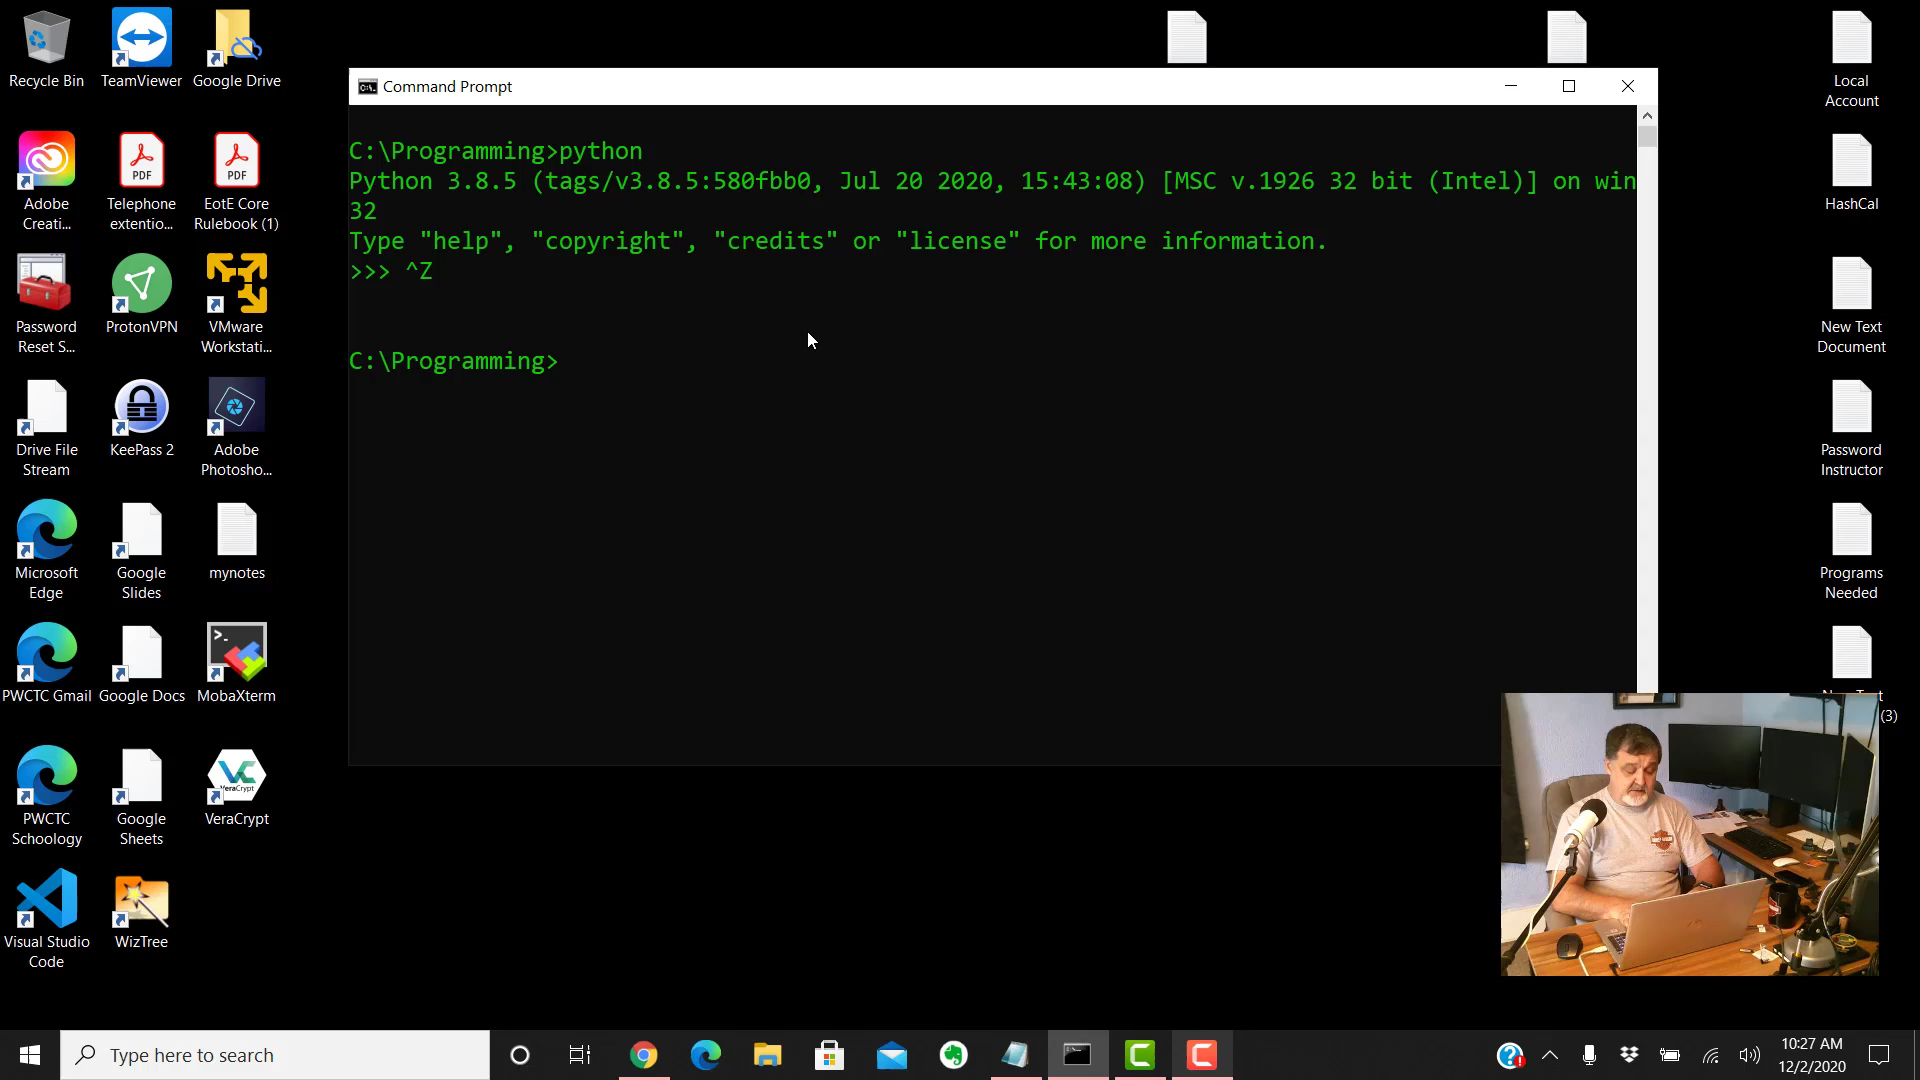 Recycle Bin
TeamViewer
Google Drive
Adobe
Creati...
PDF
Telephone
extentio...
PDF
EotE Core
Rulebook (1)
Password
Reset S...
ProtonVPN
VMware
Workstati...
Drive File
Stream
KeePass 2
Adobe
Photosho...
Microsoft
Edge
Google
Slides
mynotes
PWCTC Gmail
Google Docs
MobaXterm
PWCTC
Schoology
Google
Sheets
VeraCrypt
VeraCrypt
Visual Studio
Code
WizTree
Command Prompt
C:\Programming>python
Python 3.8.5 (tags/v3.8.5:580fbb0, Jul 20 2020, 15:43:08) [MSC v.1926 32 bit (Intel)] on win
32
Type "help", "copyright", "credits" or "license" for more information.
>>> ^Z
C:\Programming>
Local
Account
HashCal
New Text
Document
Password
Instructor
Programs
Needed
(3)
Type here to search
10:27 AM
12/2/2020